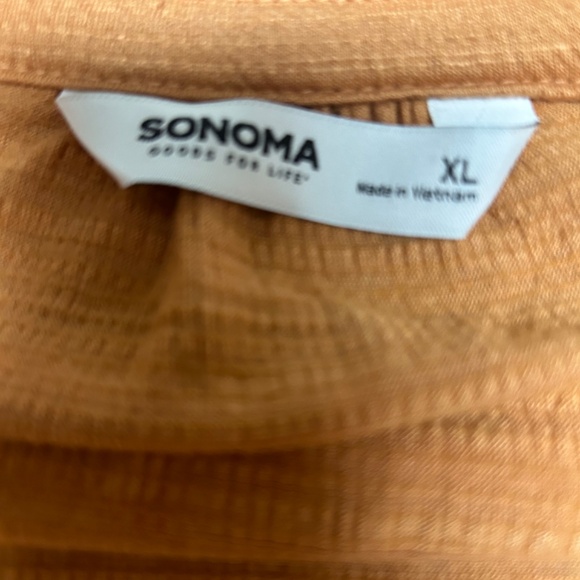 SONOMA
GOODS FOR LIFE®
XL
Made in Vietnam